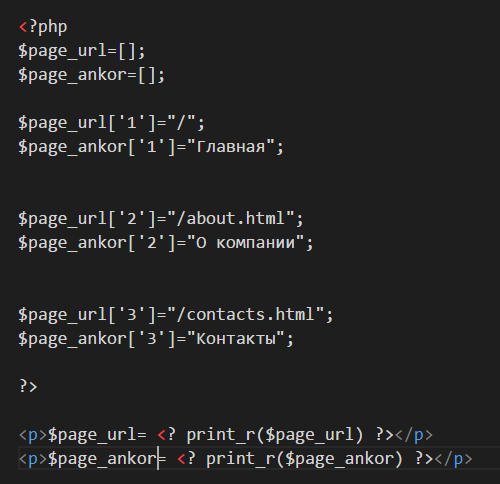 <?php
$page_url=[];
$page_ankor=[];
$page_url['1']="/";
$page_ankor['1']="Главная";
$page_url['2']="/about.html";
$page_ankor['2']="О компании";
$page_url['3']="/contacts.html";
$page_ankor['3']="Контакты";
?>
<p>$page_url= <? print_r($page_url) ?></p>
<p>$page_ankor= <? print_r($page_ankor) ?></p>